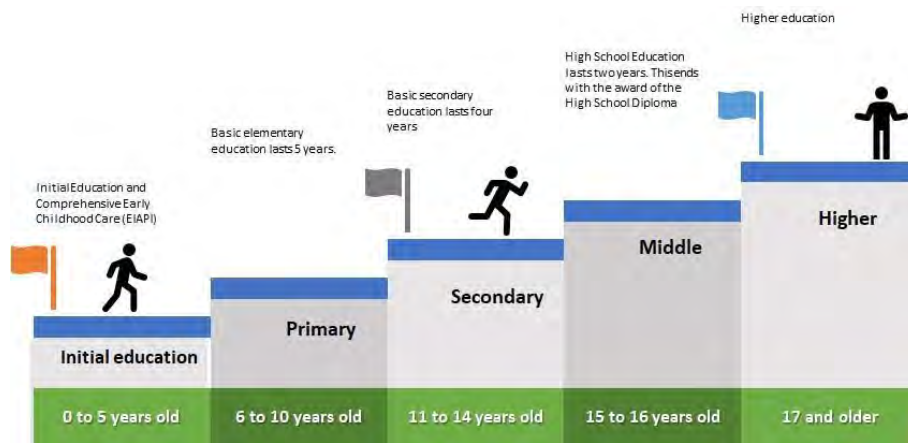 Initial Education and
Comprehensive Early
Childhood Care (EIAPI)
Initial education
0 to 5 years old
Basic elementary
education lasts 5 years.
Primary
6 to 10 years old
Basic secondary
education lasts four
years
Secondary
11 to 14 years old
High School Education
lasts two years. This ends
with the award of the
High School Diploma
Middle
15 to 16 years old
Higher education
Higher
17 and older